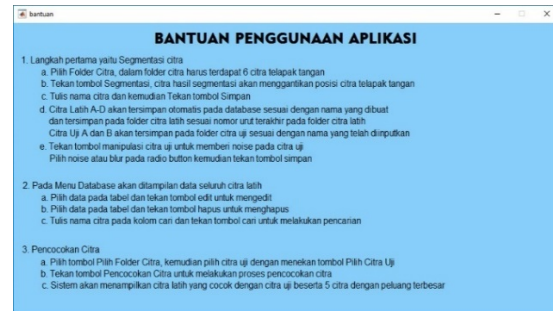 bantuan
BANTUAN PENGGUNAAN APLIKASI
1. Langkah pertama yaitu Segmentasi citra
a. Pilih Folder Citra, dalam folder citra harus terdapat 6 citra telapak tangan
b. Tekan tombol Segmentasi, citra hasil segmentasi akan menggantikan posisi citra telapak tangan
c. Tulis nama citra dan kemudian Tekan tombol Simpan
d. Citra Latih A-D akan tersimpan otomatis pada database sesuai dengan nama yang dibuat
dan tersimpan pada folder citra latih sesuai nomor urut terakhir pada folder citra latih
Citra Uji A dan B akan tersimpan pada folder citra uji sesuai dengan nama yang telah diinputkan
e. Tekan tombol manipulasi citra uji untuk memberi noise pada citra uji
Pilih noise atau blur pada radio button kemudian tekan tombol simpan
2. Pada Menu Database akan ditampilan data seluruh citra latih
a. Pilih data pada tabel dan tekan tombol edit untuk mengedit
b. Pilih data pada tabel dan tekan tombol hapus untuk menghapus
c. Tulis nama citra pada kolom cari dan tekan tombol cari untuk melakukan pencarian
3. Pencocokan Citra
a. Pilih tombol Pilih Folder Citra, kemudian pilih citra uji dengan menekan tombol Pilih Citra Uji
b. Tekan tombol Pencocokan Citra untuk melakukan proses pencocokan citra
c. Sistem akan menampilkan citra latih yang cocok dengan citra uji beserta 5 citra dengan peluang terbesar